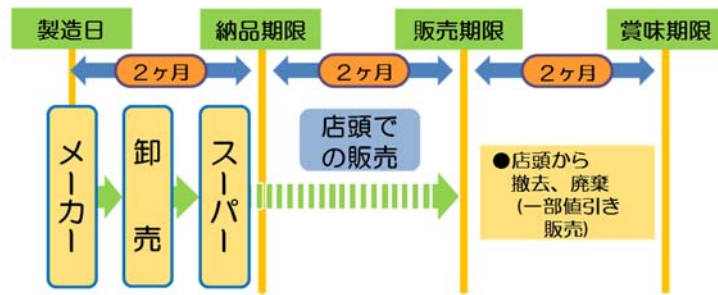 製造日
納品期限
販売期限
賞味期限
2ヶ月
2ヶ月
2ヶ月
メーカー
卸売
スーパー
店頭で
の販売
●店頭から
撤去、廃棄
(一部値引き
販売)